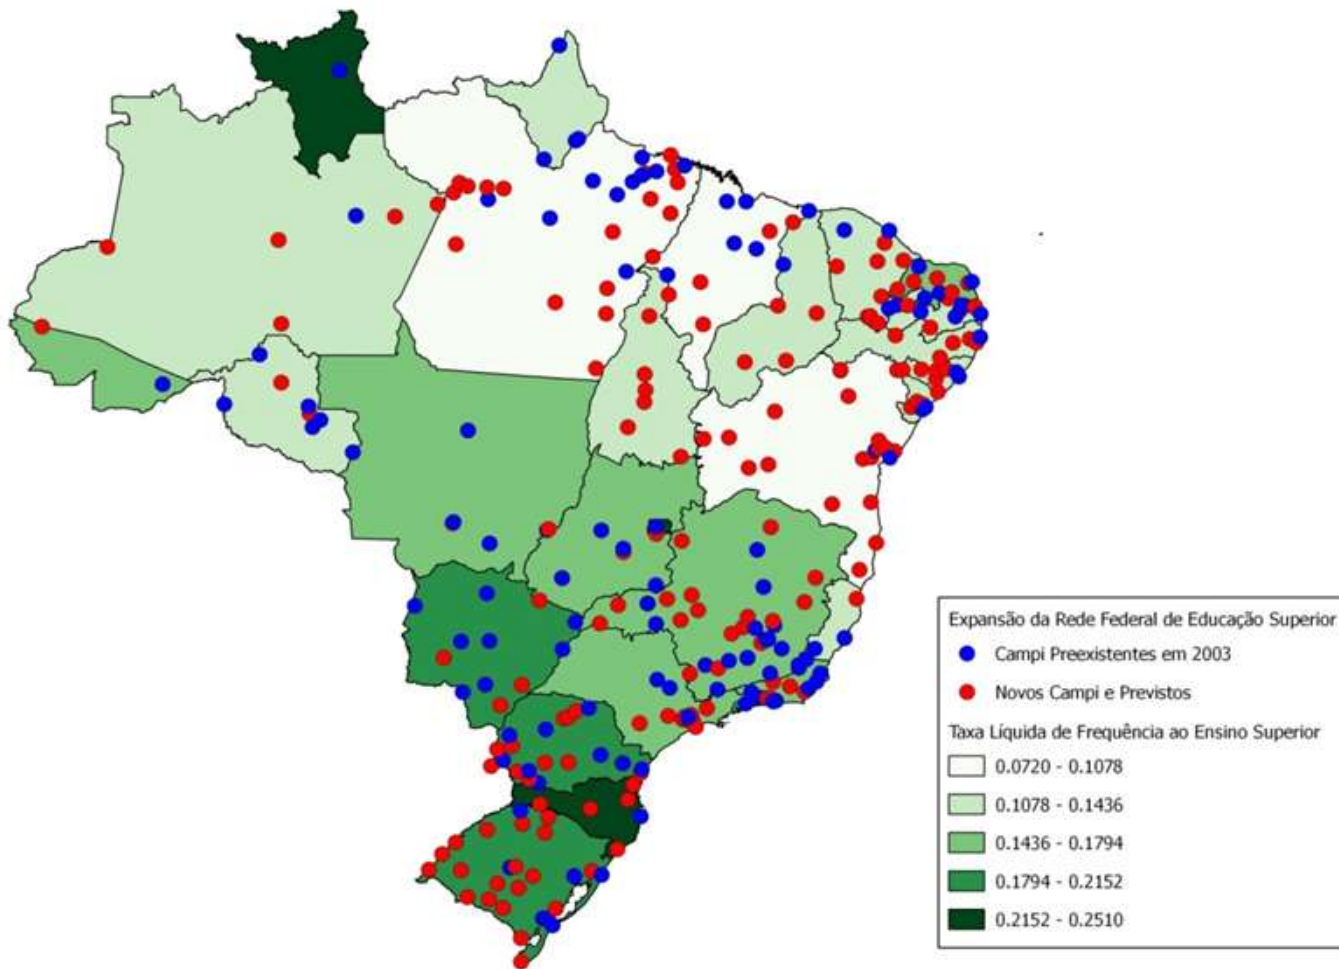 Expansão da Rede Federal de Educação Superior
Campi Preexistentes em 2003
Novos Campi e Previstos
Taxa Líquida de Frequência ao Ensino Superior
0.0720 - 0.1078
0.1078 - 0.1436
0.1436 - 0.1794
0.1794 - 0.2152
0.2152 - 0.2510